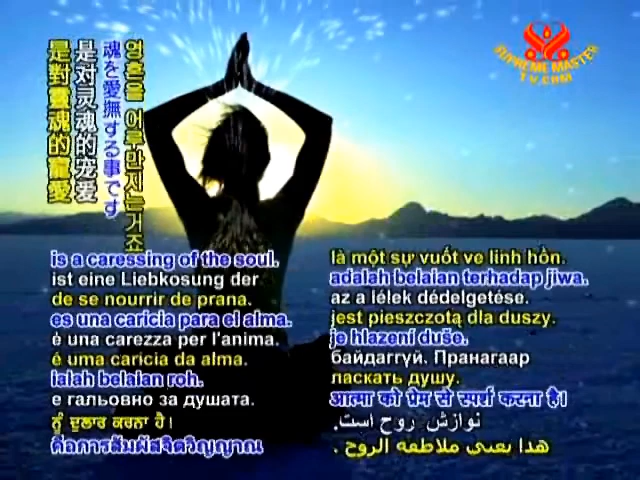 영혼을 어루만지는거죠
魂を愛撫する事です
是对灵魂的宠爱
是對靈魂的寵愛
SUPREME MASTER
TV.COM
is a caressing of the soul.
ist eine Liebkosung der
de se nourrir de prana.
es una caricia para el alma.
è una carezza per l'anima.
é uma carícia da alma.
ialah belaian roh.
е гальовно за душата.
ਨੂੰ ਦੁਲਾਰ ਕਰਨਾ ਹੈ।
คือการสัมผัสจิตวิญญาณ
là một sự vuốt ve linh hồn.
adalah belaian terhadap jiwa.
az a lélek dédelgetése.
jest pieszczotą dla duszy.
je hlazení duše.
байдаггүй. Пранагаар
ласкать душу.
आत्मा को प्रेम से स्पर्श करना है।
نوازش روح است.
هذا يعني ملاطفه الروح .